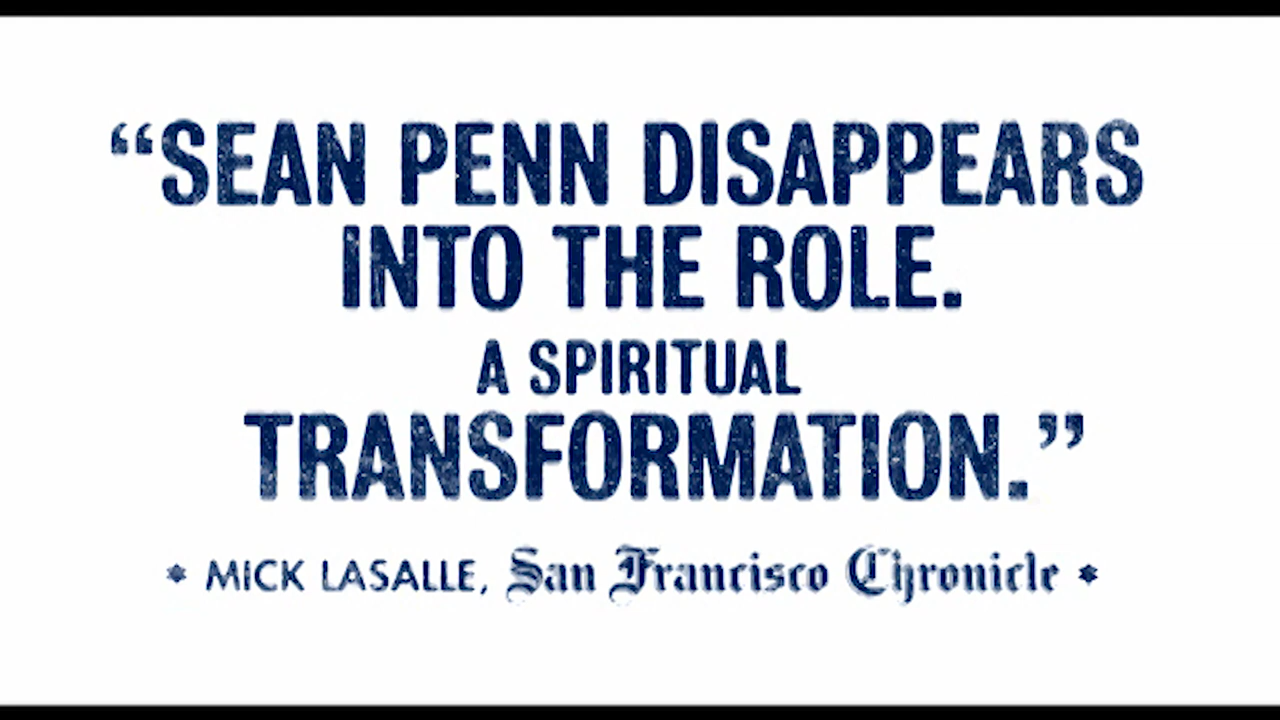 “SEAN PENN DISAPPEARS
INTO THE ROLE.
A SPIRITUAL
TRANSFORMATION.”
* MICK LASALLE, San Francisco Chronicle *